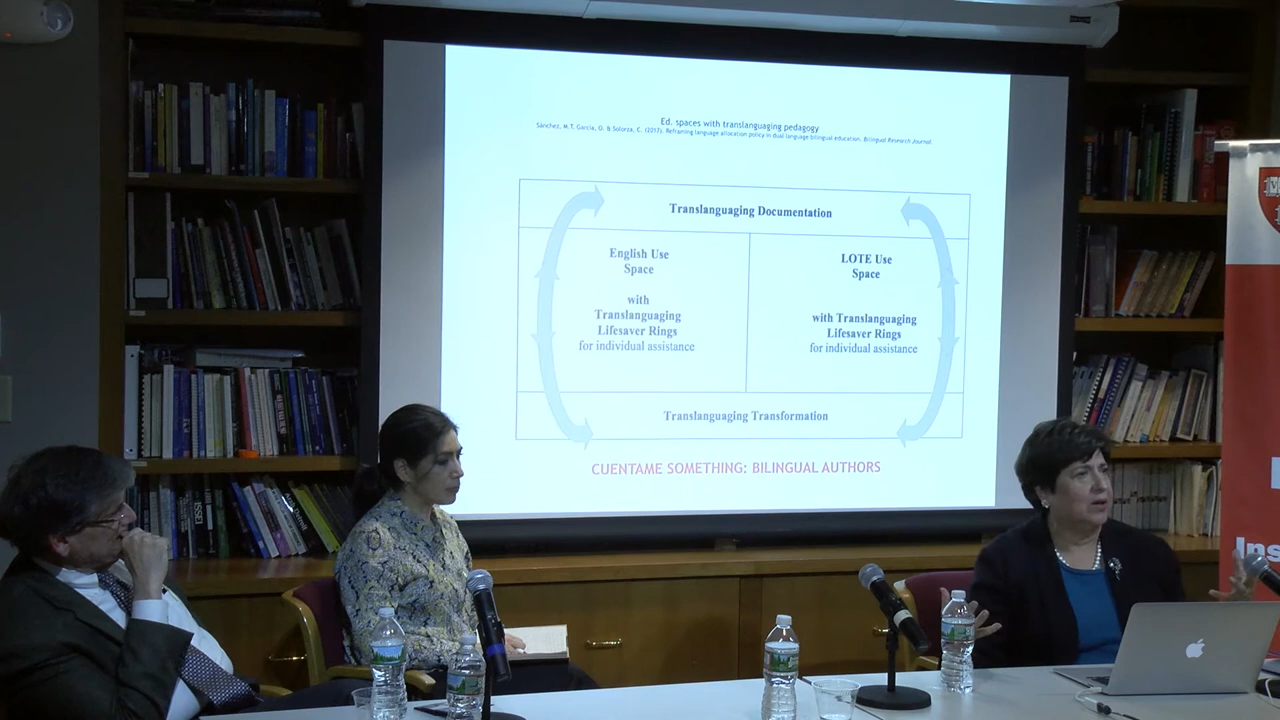 Ed. spaces with translanguaging pedagogy
Sánchez, M.T. García, O. & Solorza, C. (2017). Reframing language allocation policy in dual language bilingual education. Bilingual Research Journal.
Translanguaging Documentation
English Use
Space
with
Translanguaging
Lifesaver Rings
for individual assistance
LOTE Use
Space
with Translanguaging
Lifesaver Rings
for individual assistance
Translanguaging Transformation
CUENTAME SOMETHING: BILINGUAL AUTHORS